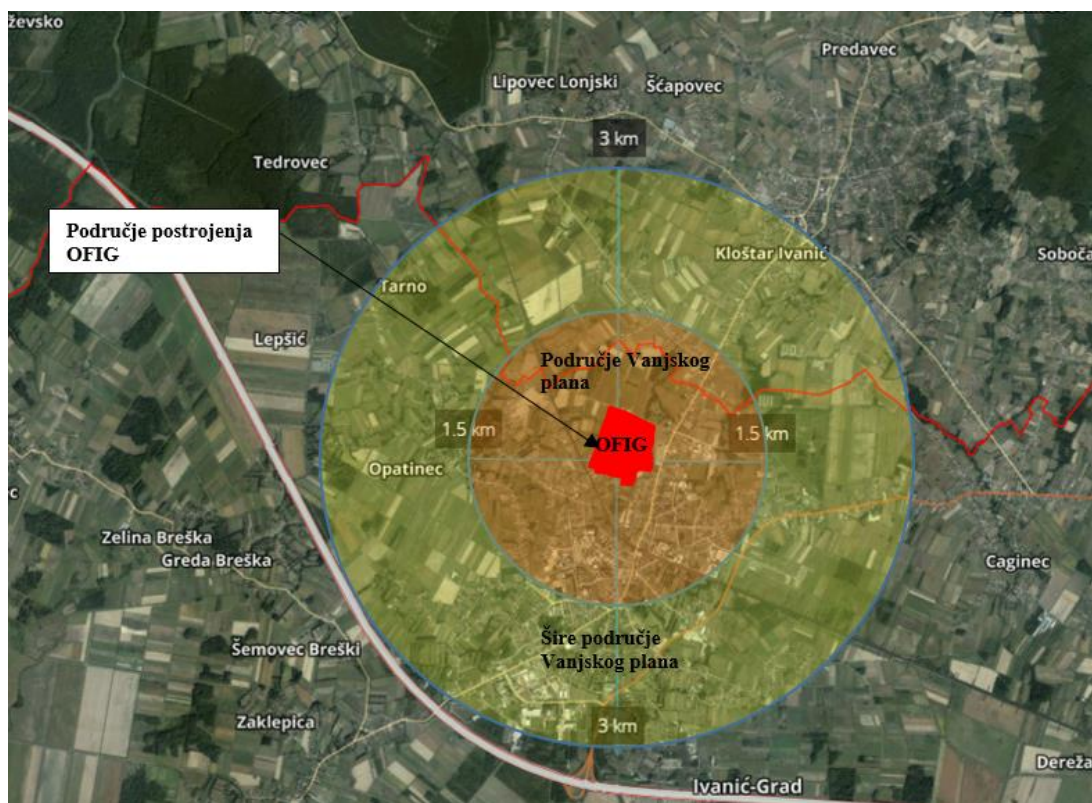 ževsko
Predavec
Lipovec Lonjski
Šćapovec
3 km
Tedrovec
Područje postrojenja
OFIG
Kloštar Ivanić
Soboča
Tarno
Lepšić
Područje Vanjskog
plana
1.5 km
1.5 km
OFIG
Opatinec
ec
Zelina Breška
Greda Breška
Caginec
Šire područje
Vanjskog plana
Šemovec Breški
Zaklepica
3 km
Dereža
Ivanić-Grad